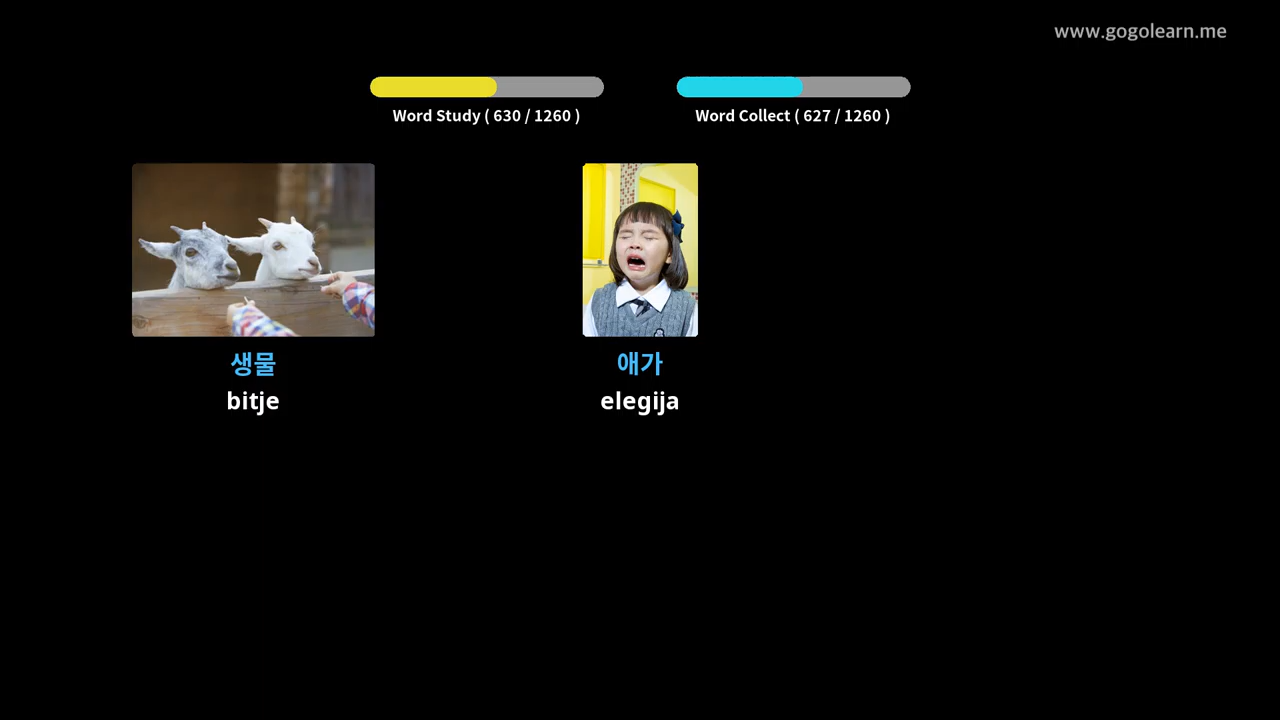 www.gogolearn.me
Word Study ( 630 / 1260 )
Word Collect ( 627 / 1260 )
생물
bitje
애가
elegija